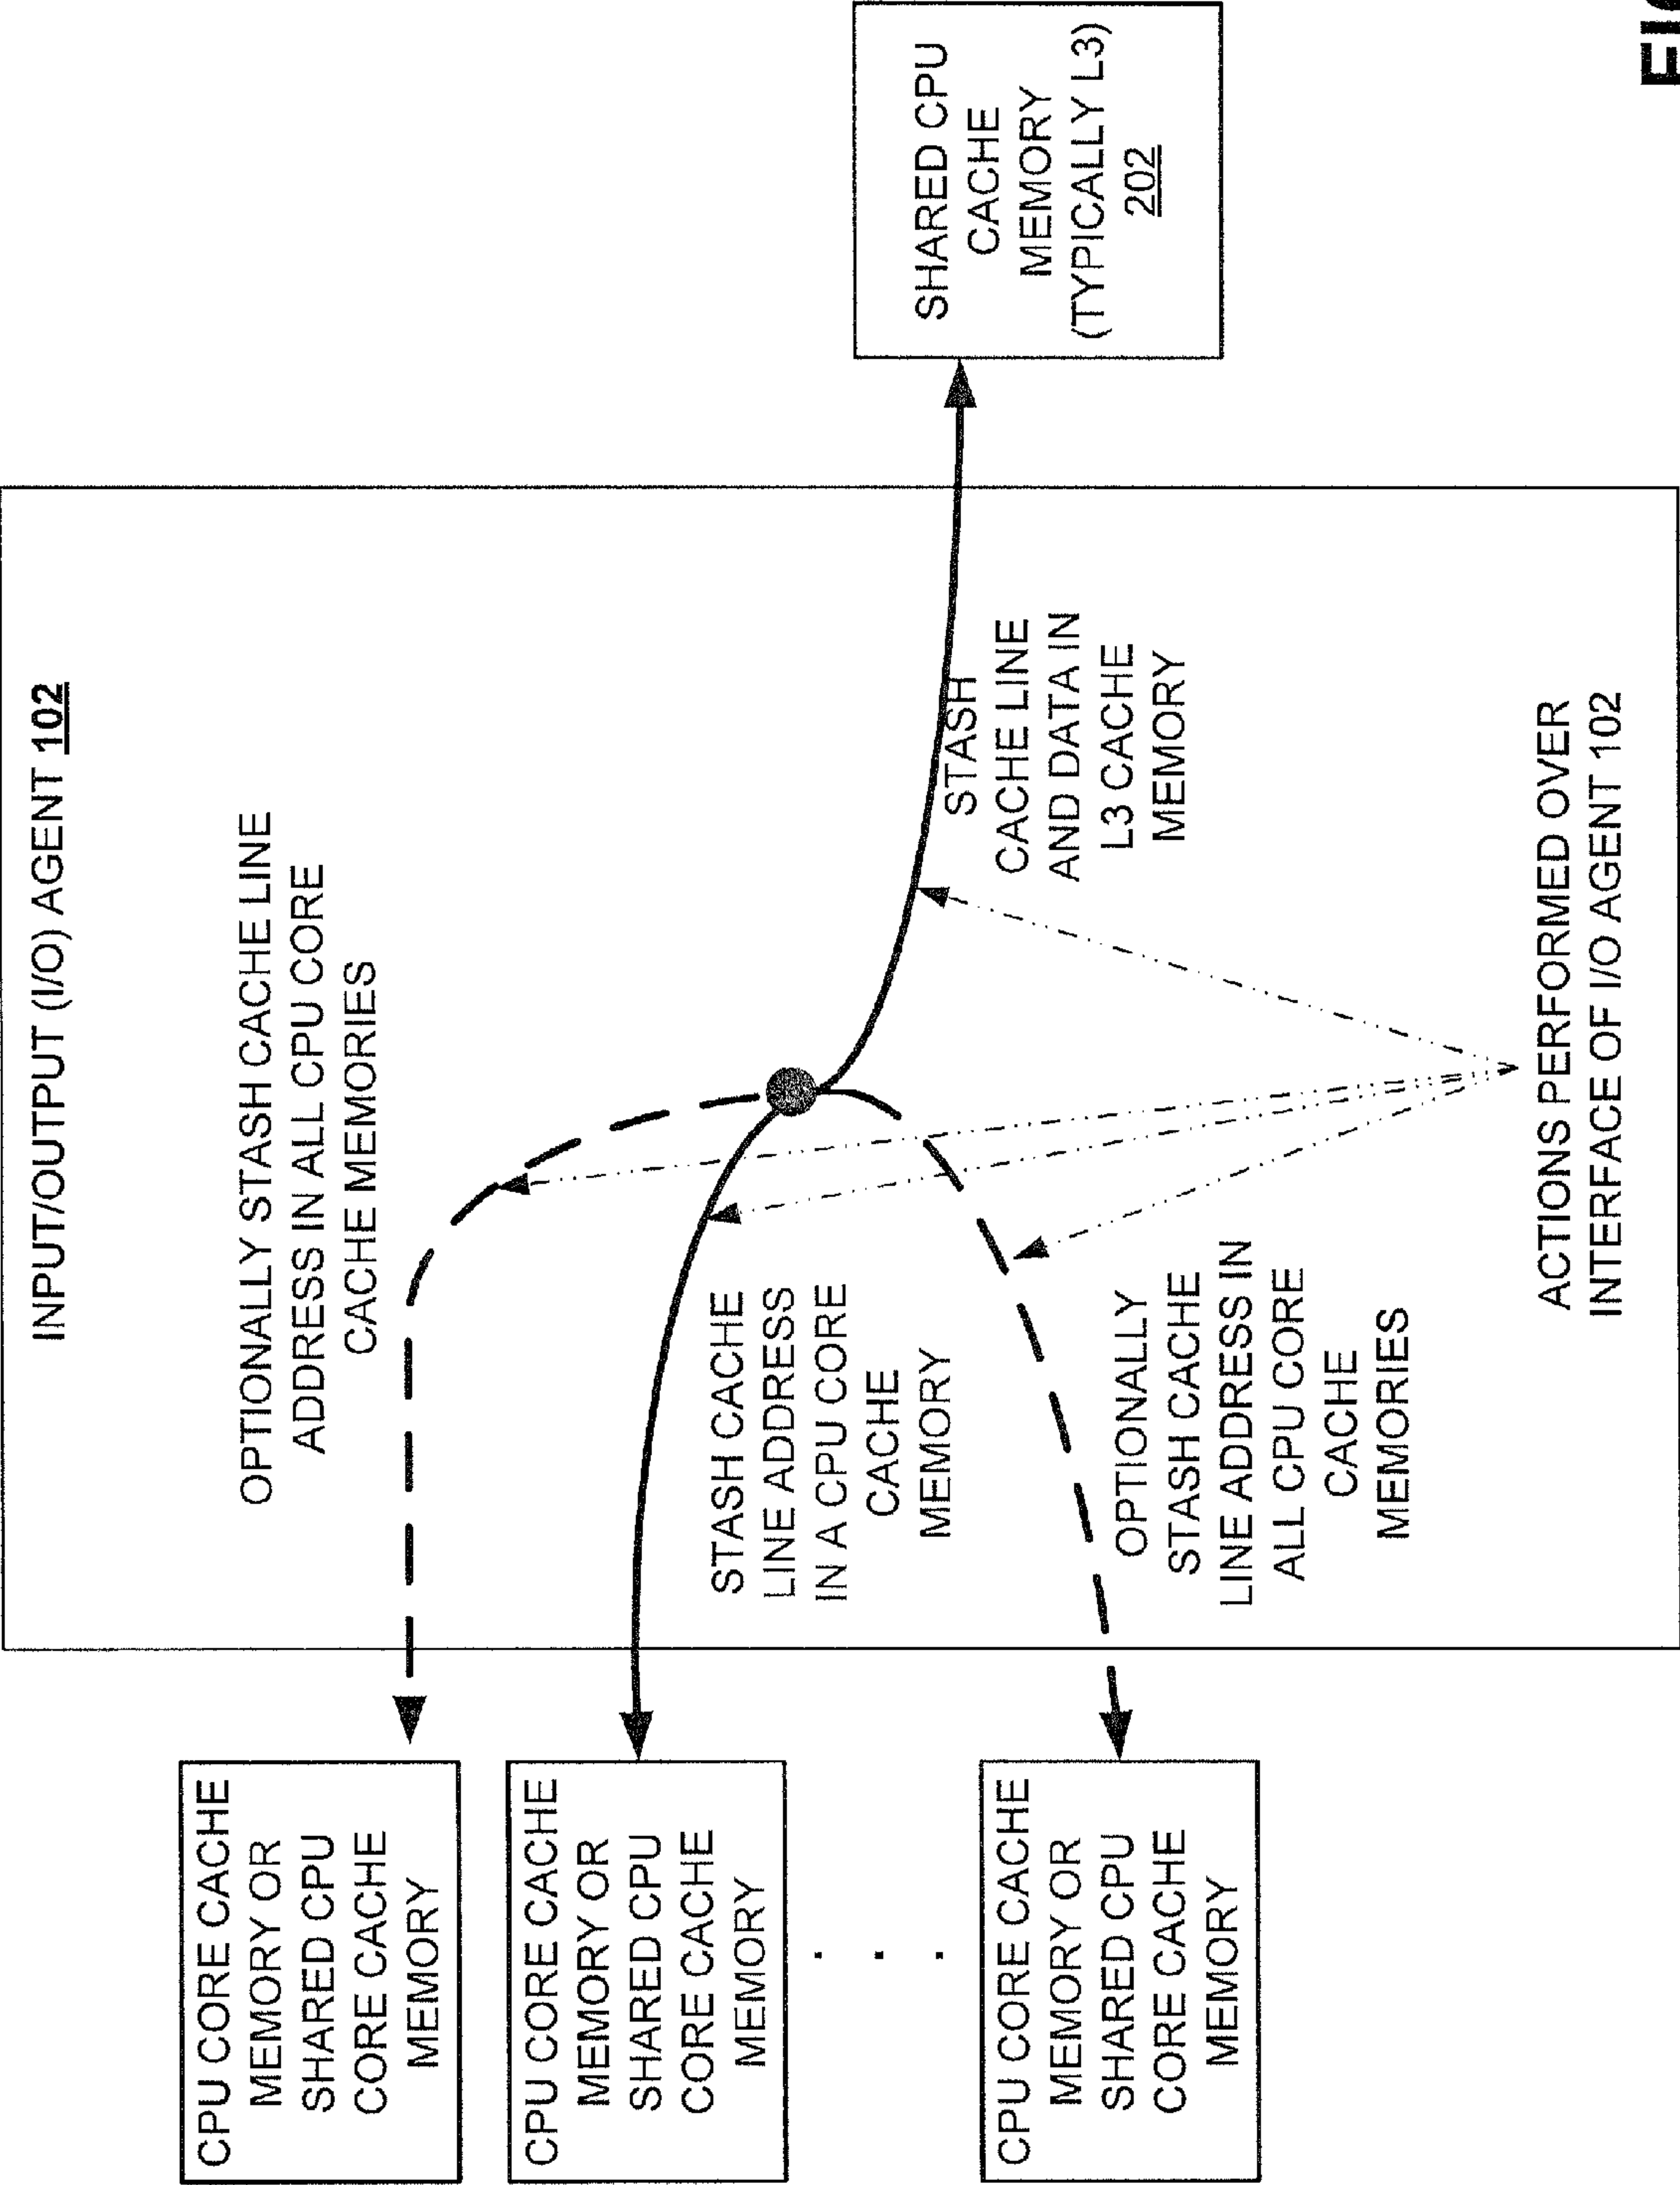 INPUT/OUTPUT (I/O) AGENT 102
OPTIONALLY STASH CACHE LINE
ADDRESS IN ALL CPU CORE
CACHE MEMORIES
CPU CORE CACHE
MEMORY OR
SHARED CPU
CORE CACHE
MEMORY
CPU CORE CACHE
MEMORY OR
SHARED CPU
CORE CACHE
MEMORY
. . .
CPU CORE CACHE
MEMORY OR
SHARED CPU
CORE CACHE
MEMORY
STASH CACHE
LINE ADDRESS
IN A CPU CORE
CACHE
MEMORY
OPTIONALLY
STASH CACHE
LINE ADDRESS IN
ALL CPU CORE
CACHE
MEMORIES
STASH
CACHE LINE
AND DATA IN
L3 CACHE
MEMORY
SHARED CPU
CACHE
MEMORY
(TYPICALLY L3)
202
ACTIONS PERFORMED OVER
INTERFACE OF I/O AGENT 102